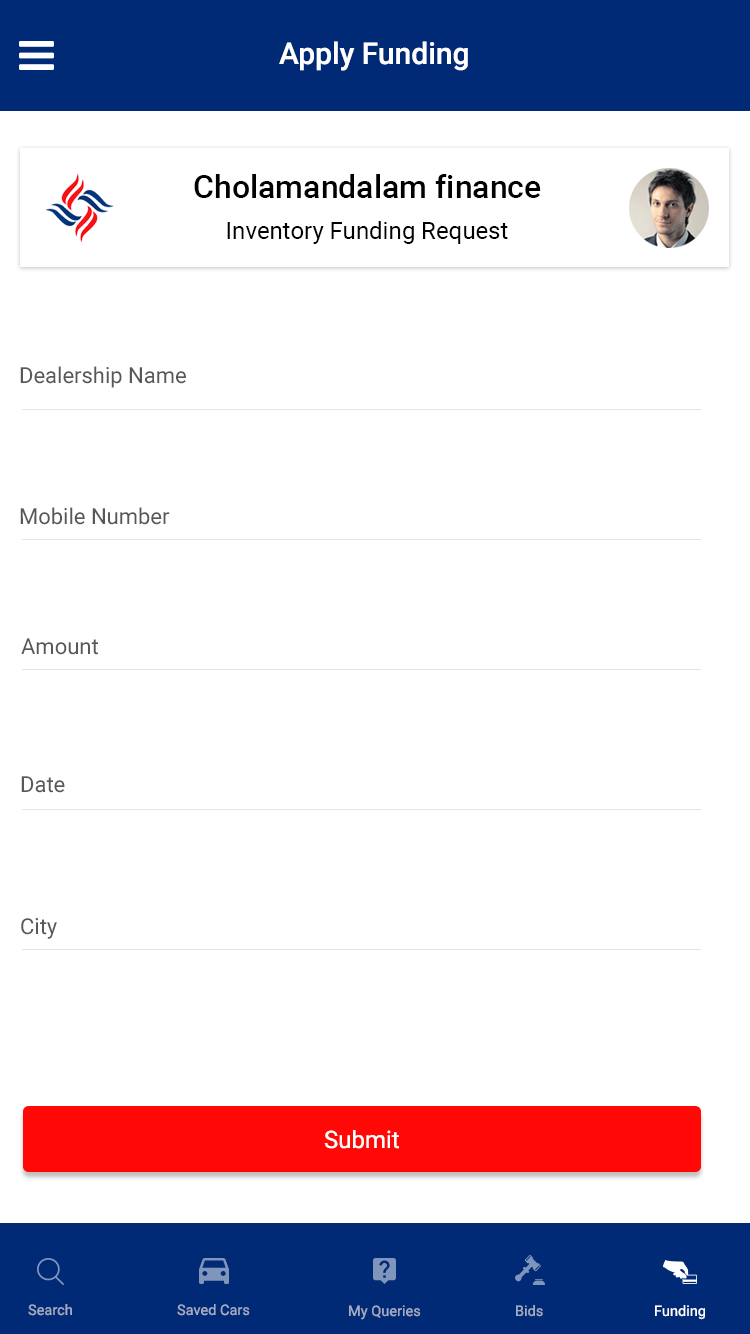 Apply Funding
Cholamandalam finance
Inventory Funding Request
Dealership Name
Mobile Number
Amount
Date
City
Submit
Search
Saved Cars
My Queries
Bids
Funding